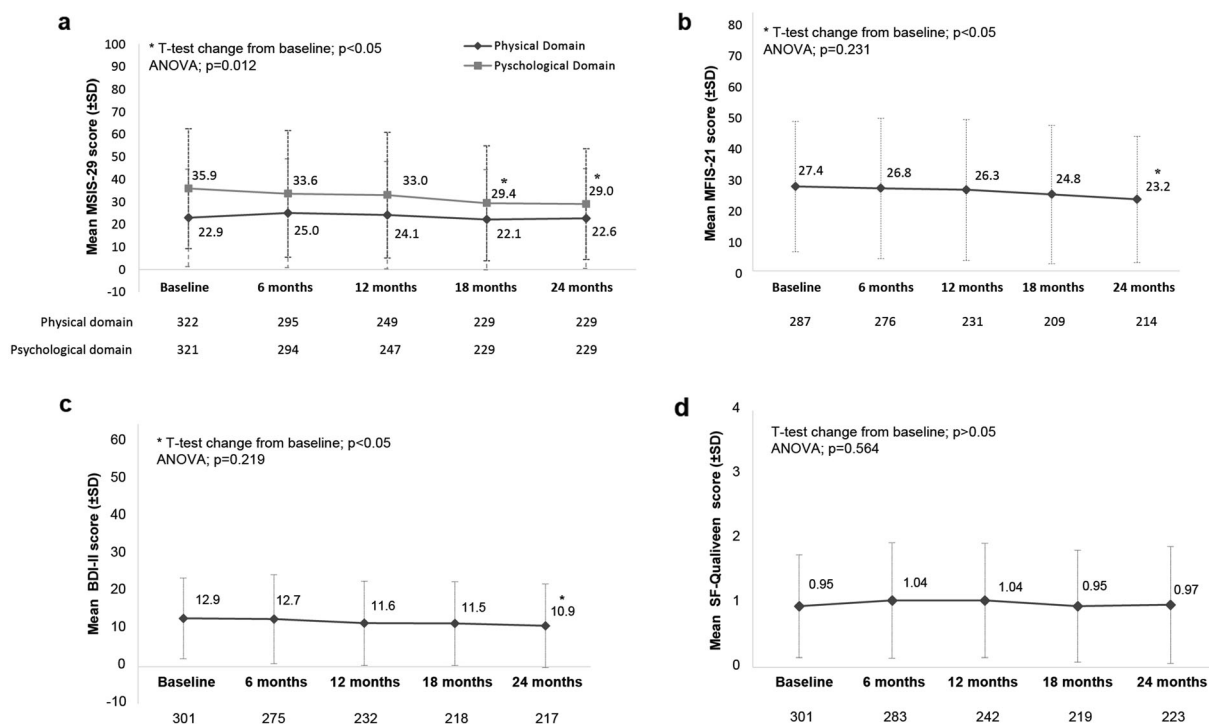 a
* T-test change from baseline; p<0.05
ANOVA; p=0.012
Physical Domain
Pyschological Domain
Mean MSIS-29 score (±SD)
100
90
80
70
60
50
40
30
20
10
0
-10
35.9
33.6
33.0
*
29.4
*
29.0
22.9
25.0
24.1
22.1
22.6
Baseline 6 months 12 months 18 months 24 months
Physical domain 322 295 249 229 229
Psychological domain 321 294 247 229 229
b
* T-test change from baseline; p<0.05
ANOVA; p=0.231
Mean MFIS-21 score (±SD)
80
70
60
50
40
30
20
10
0
27.4
26.8
26.3
24.8
*
23.2
Baseline 6 months 12 months 18 months 24 months
287 276 231 209 214
c
* T-test change from baseline; p<0.05
ANOVA; p=0.219
Mean BDI-II score (±SD)
60
50
40
30
20
10
0
-10
12.9
12.7
11.6
11.5
*
10.9
Baseline 6 months 12 months 18 months 24 months
301 275 232 218 217
d
T-test change from baseline; p>0.05
ANOVA; p=0.564
Mean SF-Qualiveen score (±SD)
4
3
2
1
0
0.95
1.04
1.04
0.95
0.97
Baseline 6 months 12 months 18 months 24 months
301 283 242 219 223